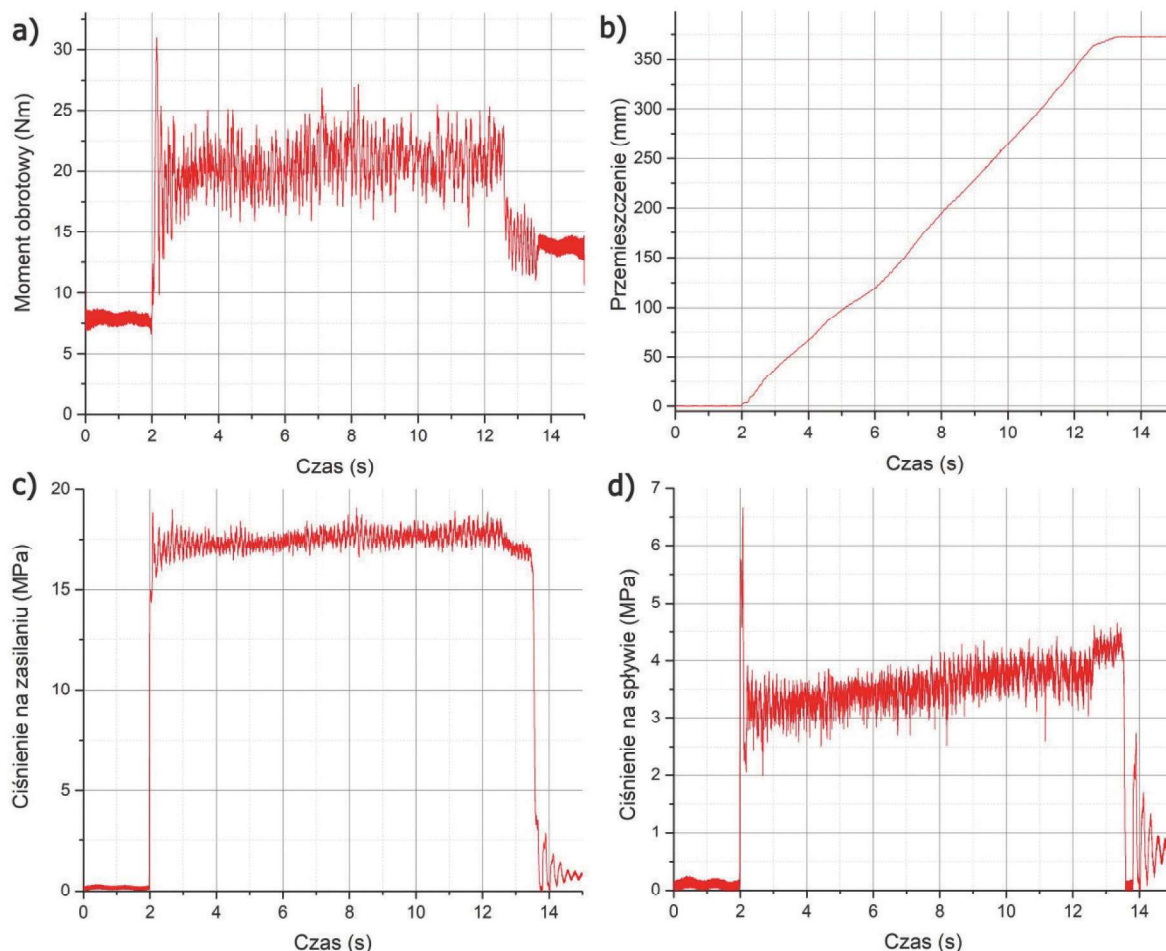 a)
Moment obrotowy (Nm)
30
25
20
15
10
5
0
0 2 4 6 8 10 12 14
Czas (s)
b)
Przemieszczenie (mm)
350
300
250
200
150
100
50
0
0 2 4 6 8 10 12 14
Czas (s)
c)
Ciśnienie na zasilaniu (MPa)
20
15
10
5
0
0 2 4 6 8 10 12 14
Czas (s)
d)
Ciśnienie na spływie (MPa)
7
6
5
4
3
2
1
0
0 2 4 6 8 10 12 14
Czas (s)